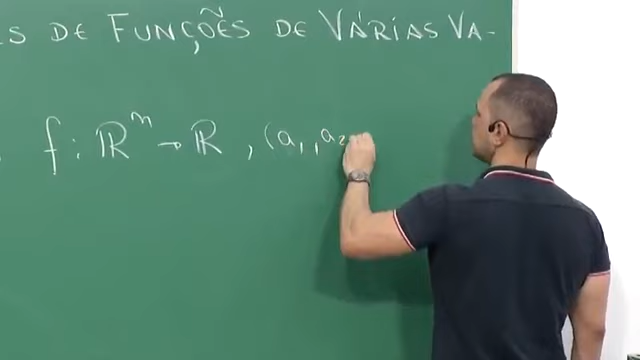 S DE FUNÇÕES DE VÁRIAS VA-
f : ℝⁿ → ℝ , (a₁, a₂